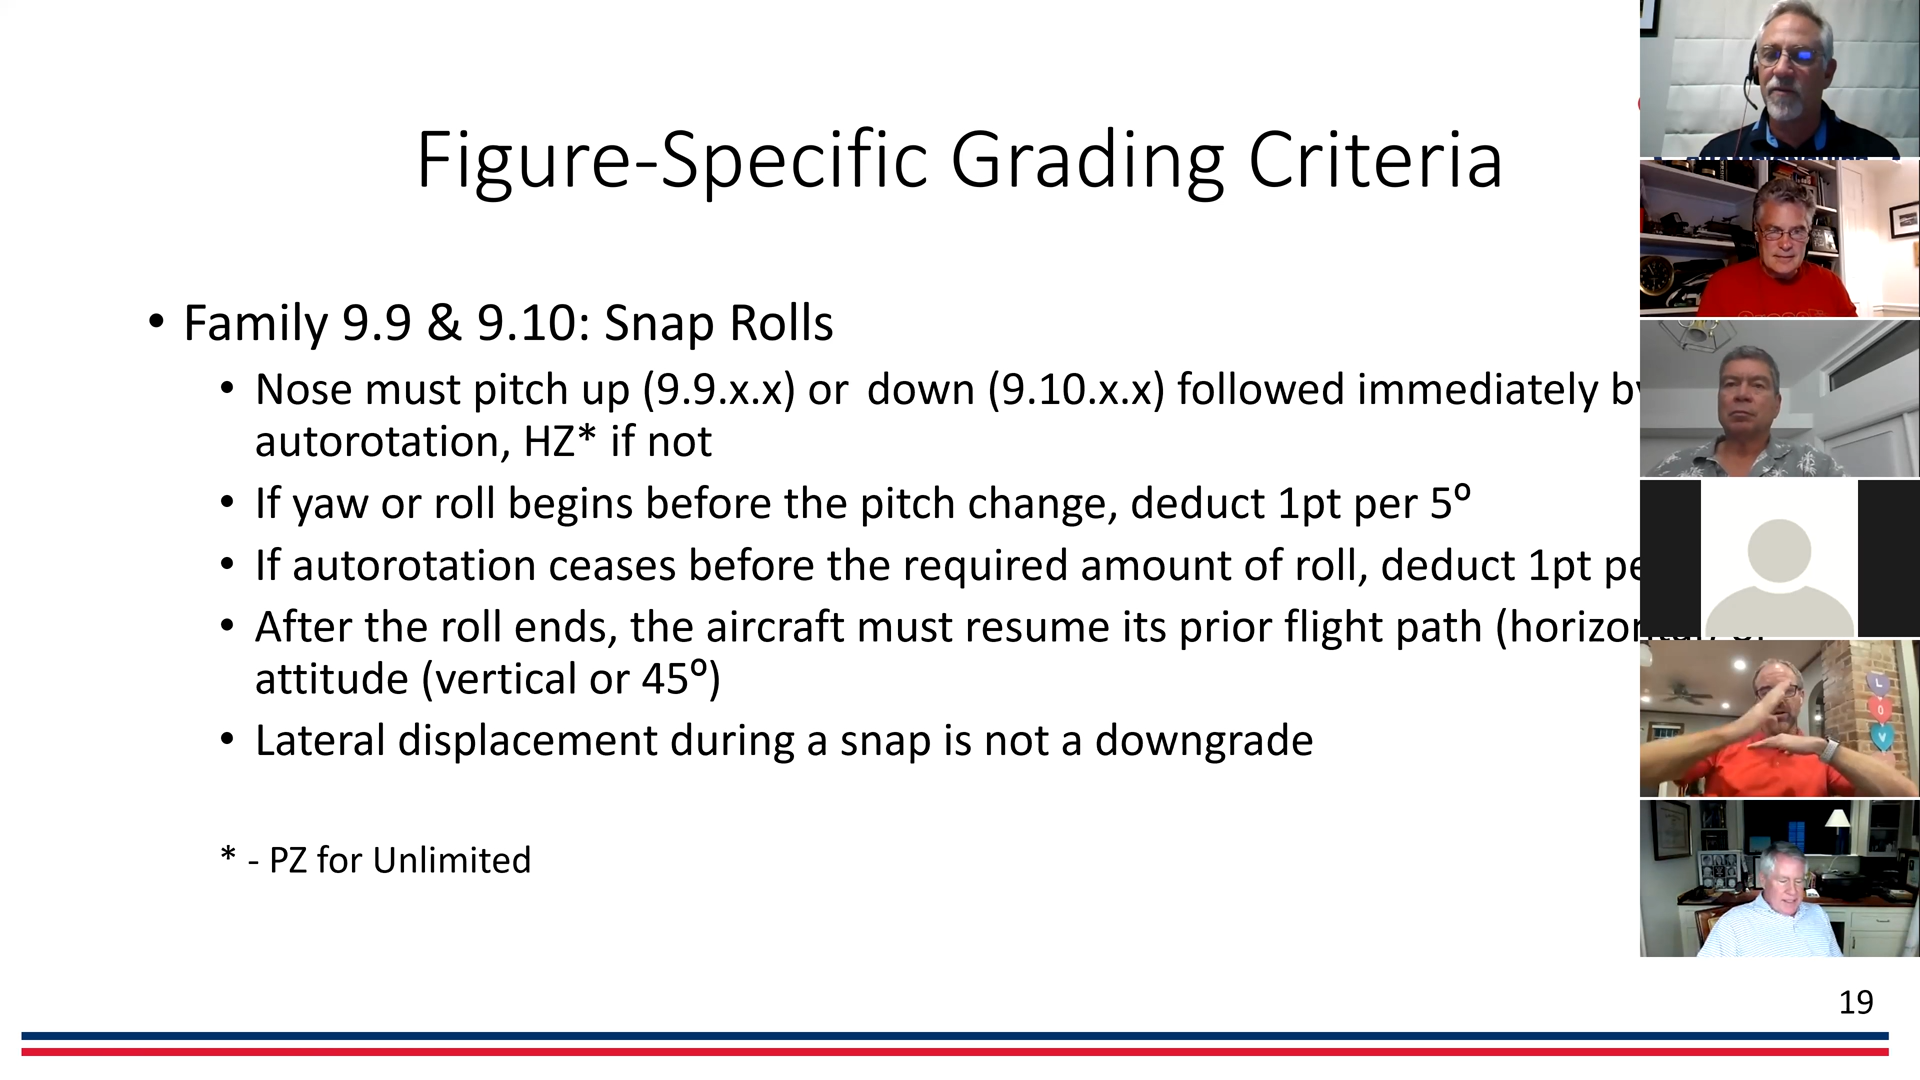 Figure-Specific Grading Criteria
• Family 9.9 & 9.10: Snap Rolls
• Nose must pitch up (9.9.x.x) or down (9.10.x.x) followed immediately by
autorotation, HZ* if not
• If yaw or roll begins before the pitch change, deduct 1pt per 5º
• If autorotation ceases before the required amount of roll, deduct 1pt
• After the roll ends, the aircraft must resume its prior flight path
attitude (vertical or 45º)
• Lateral displacement during a snap is not a downgrade
* - PZ for Unlimited
L
O
V
19